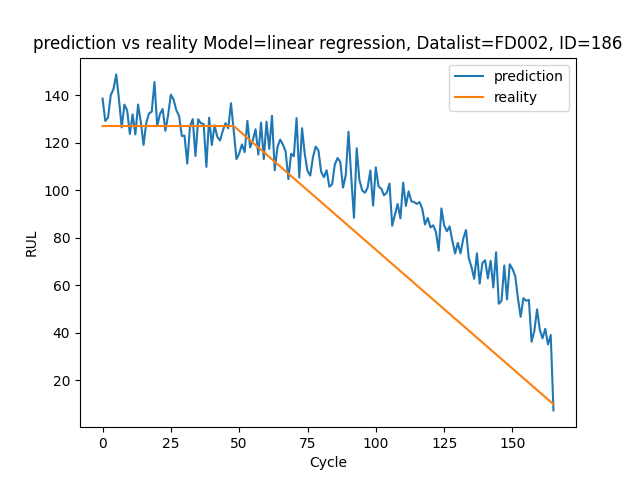 prediction vs reality Model=linear regression, Datalist=FD002, ID=186
prediction
reality
RUL
140
120
100
80
60
40
20
0
25
50
75
100
125
150
Cycle